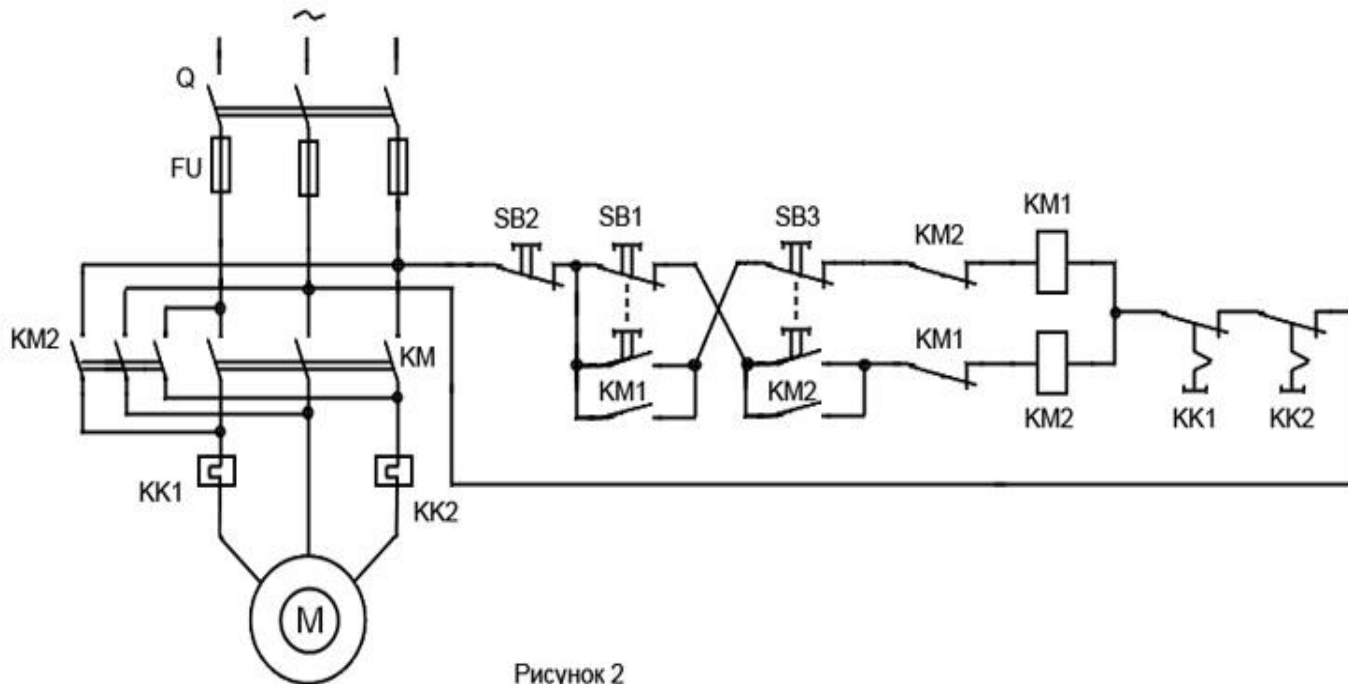 ~
Q
FU
SB2 SB1 SB3 KM2 KM1
KM2 KM KM1 KM2 KM1 KM2 KK1 KK2
KK1 KK2
M
Рисунок 2